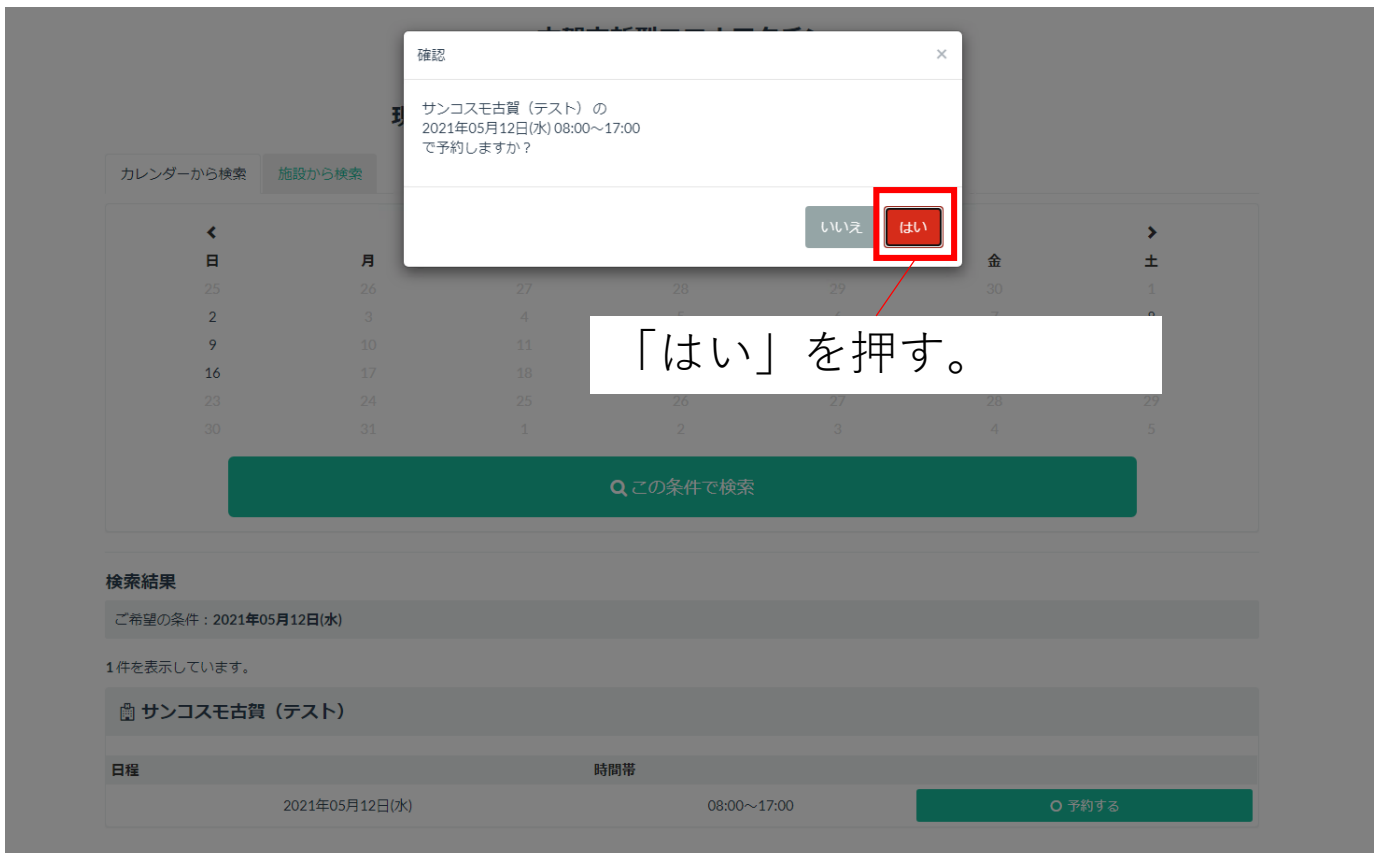 確認
×
サンコスモ古賀（テスト） の
2021年05月12日(水) 08:00～17:00
で予約しますか？
いいえ はい
カレンダーから検索 施設から検索
日 月 金 土
25 26 27 28 29 30 1
2 3 4
9 10 11
16 17 18
「はい」を押す。
23 24 25 26 27 28 29
30 31 1 2 3 4 5
この条件で検索
検索結果
ご希望の条件：2021年05月12日(水)
1件を表示しています。
サンコスモ古賀（テスト）
日程 時間帯
2021年05月12日(水) 08:00～17:00 予約する